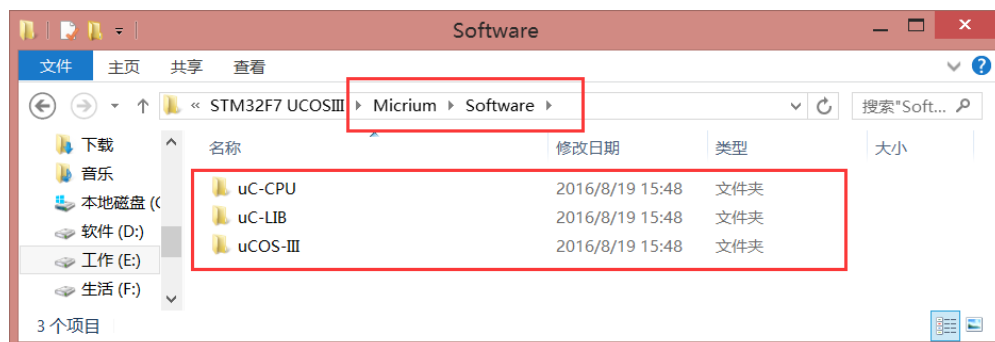 Software
文件 主页 共享 查看
« STM32F7 UCOSIII ▸ Micrium ▸ Software ▸ 搜索"Soft...
名称 修改日期 类型 大小
下载
音乐
本地磁盘 (C
软件 (D:)
工作 (E:)
生活 (F:)
uC-CPU 2016/8/19 15:48 文件夹
uC-LIB 2016/8/19 15:48 文件夹
uCOS-III 2016/8/19 15:48 文件夹
3 个项目